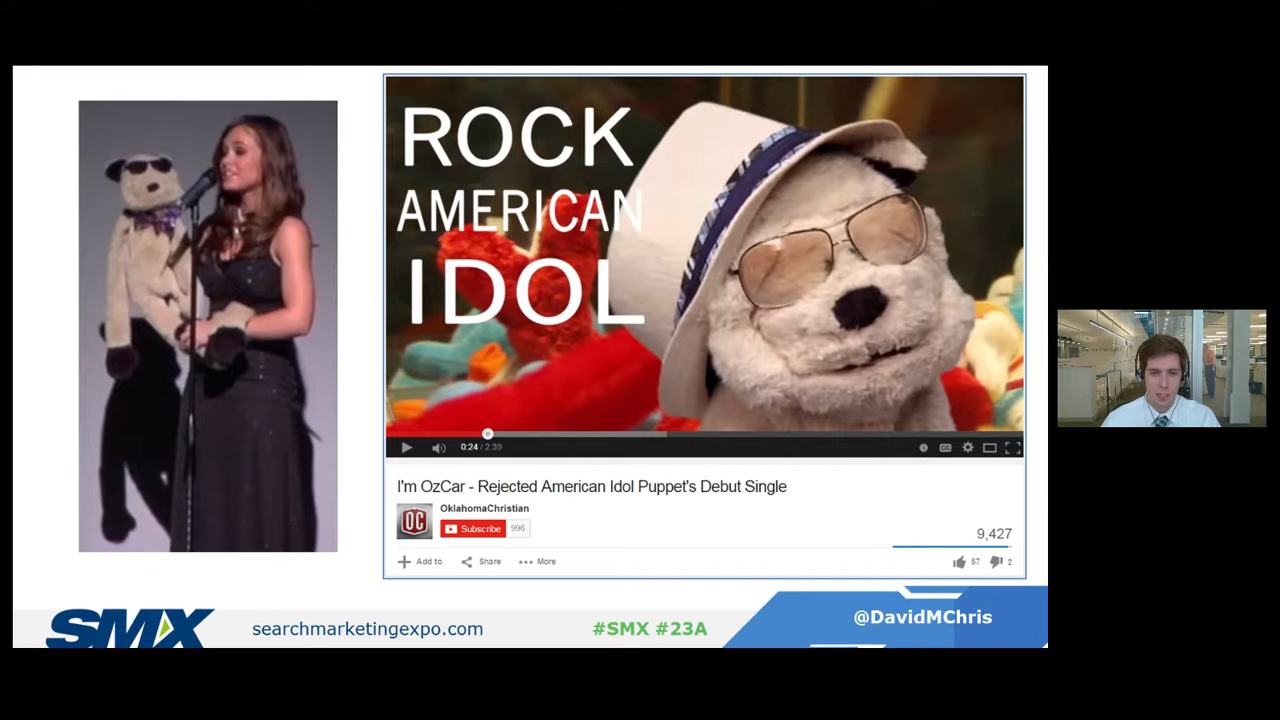 ROCK
AMERICAN
IDOL
0:24 / 2:39
CC
I'm OzCar - Rejected American Idol Puppet's Debut Single
OC
OklahomaChristian
Subscribe 996
9,427
Add to Share More
57 2
SMX
searchmarketingexpo.com
#SMX #23A
@DavidMChris